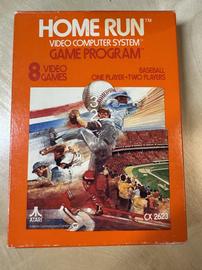 HOME RUN™
VIDEO COMPUTER SYSTEM™
GAME PROGRAM™
8 VIDEO GAMES
BASEBALL
ONE PLAYER • TWO PLAYERS
ATARI
CX 2623